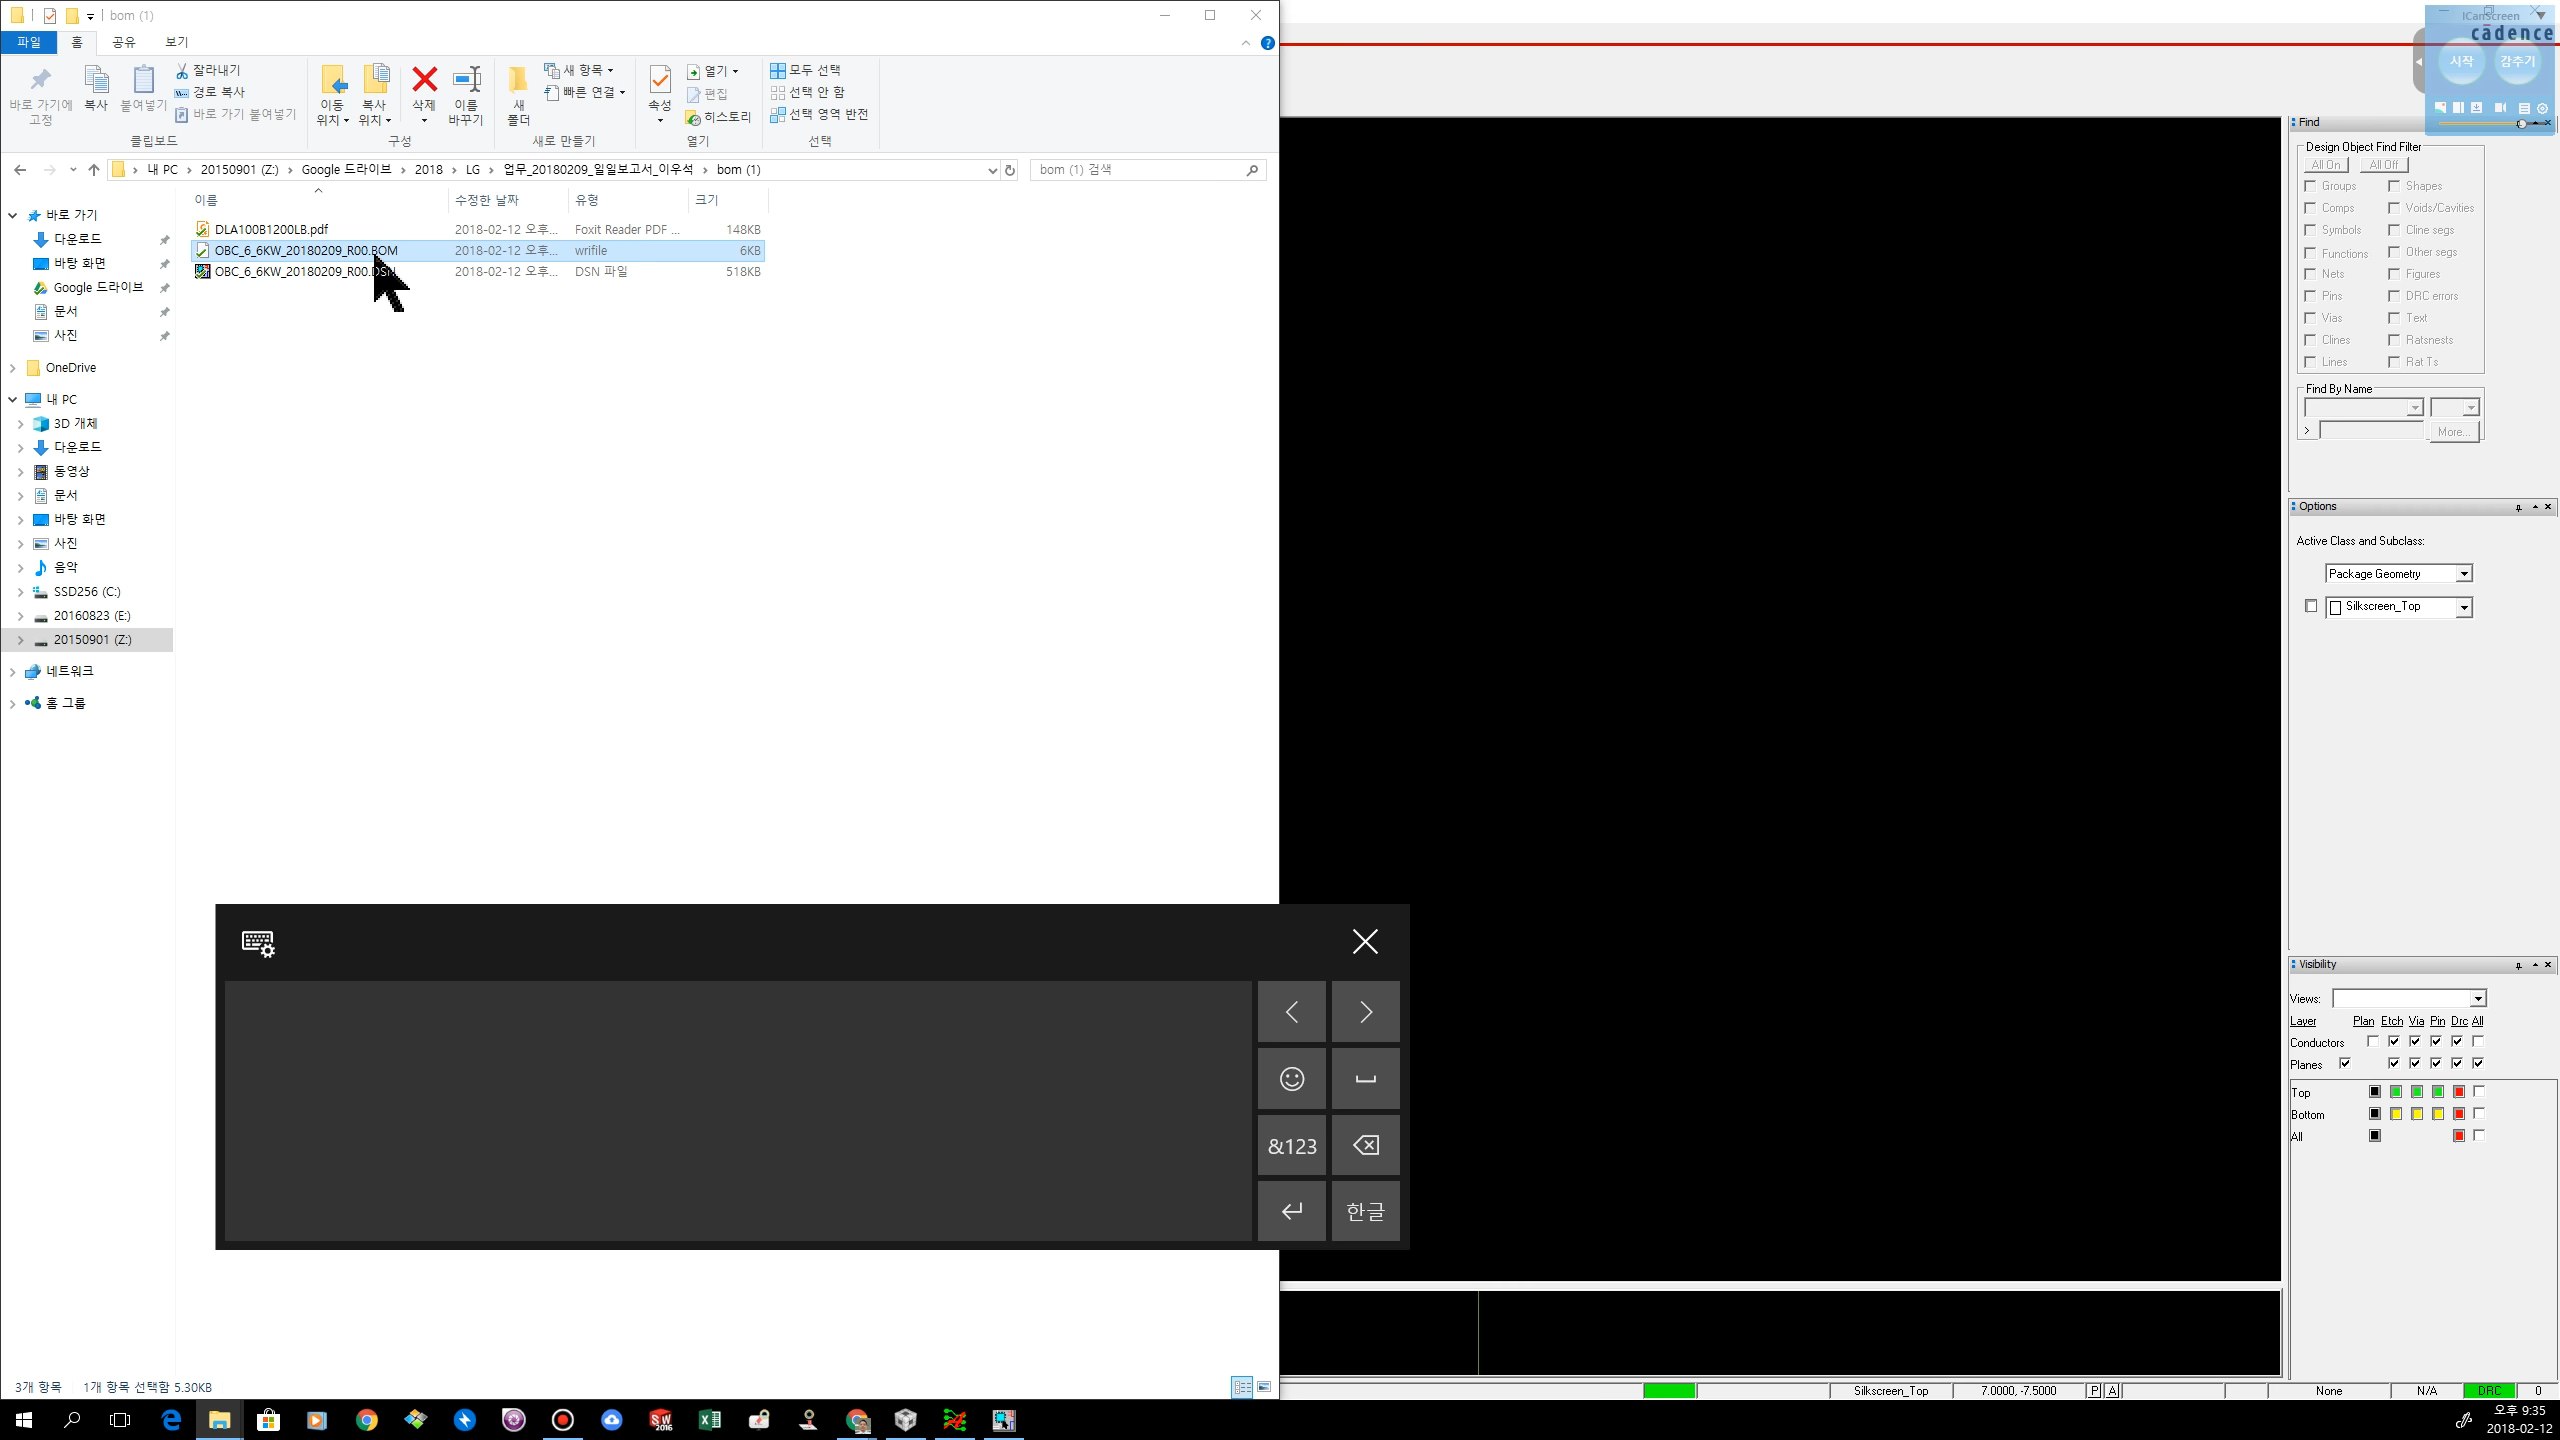 bom (1)
파일 홈 공유 보기
바로 가기에 고정
복사
붙여넣기
잘라내기
경로 복사
바로 가기 붙여넣기
클립보드
이동 위치
복사 위치
삭제
이름 바꾸기
구성
새 폴더
새 항목
빠른 연결
새로 만들기
속성
열기
편집
히스토리
열기
모두 선택
선택 안 함
선택 영역 반전
선택
내 PC › 20150901 (Z:) › Google 드라이브 › 2018 › LG › 업무_20180209_일일보고서_이우석 › bom (1)
bom (1) 검색
이름 수정한 날짜 유형 크기
DLA100B1200LB.pdf 2018-02-12 오후... Foxit Reader PDF ... 148KB
OBC_6_6KW_20180209_R00.BOM 2018-02-12 오후... wrifile 6KB
OBC_6_6KW_20180209_R00.DSN 2018-02-12 오후... DSN 파일 518KB
바로 가기
다운로드
바탕 화면
Google 드라이브
문서
사진
OneDrive
내 PC
3D 개체
다운로드
동영상
문서
바탕 화면
사진
음악
SSD256 (C:)
20160823 (E:)
20150901 (Z:)
네트워크
홈 그룹
3개 항목 1개 항목 선택함 5.30KB
&123
한글
ICanScreen
cādence
시작 감추기
Find
Design Object Find Filter
All On All Off
Groups Shapes
Comps Voids/Cavities
Symbols Cline segs
Functions Other segs
Nets Figures
Pins DRC errors
Vias Text
Clines Ratsnests
Lines Rat Ts
Find By Name
> More...
Options
Active Class and Subclass:
Package Geometry
Silkscreen_Top
Visibility
Views:
Layer Plan Etch Via Pin Drc All
Conductors
Planes
Top
Bottom
All
Silkscreen_Top 7.0000, -7.5000 P A None N/A DRC 0
SW 2016
오후 9:35
2018-02-12